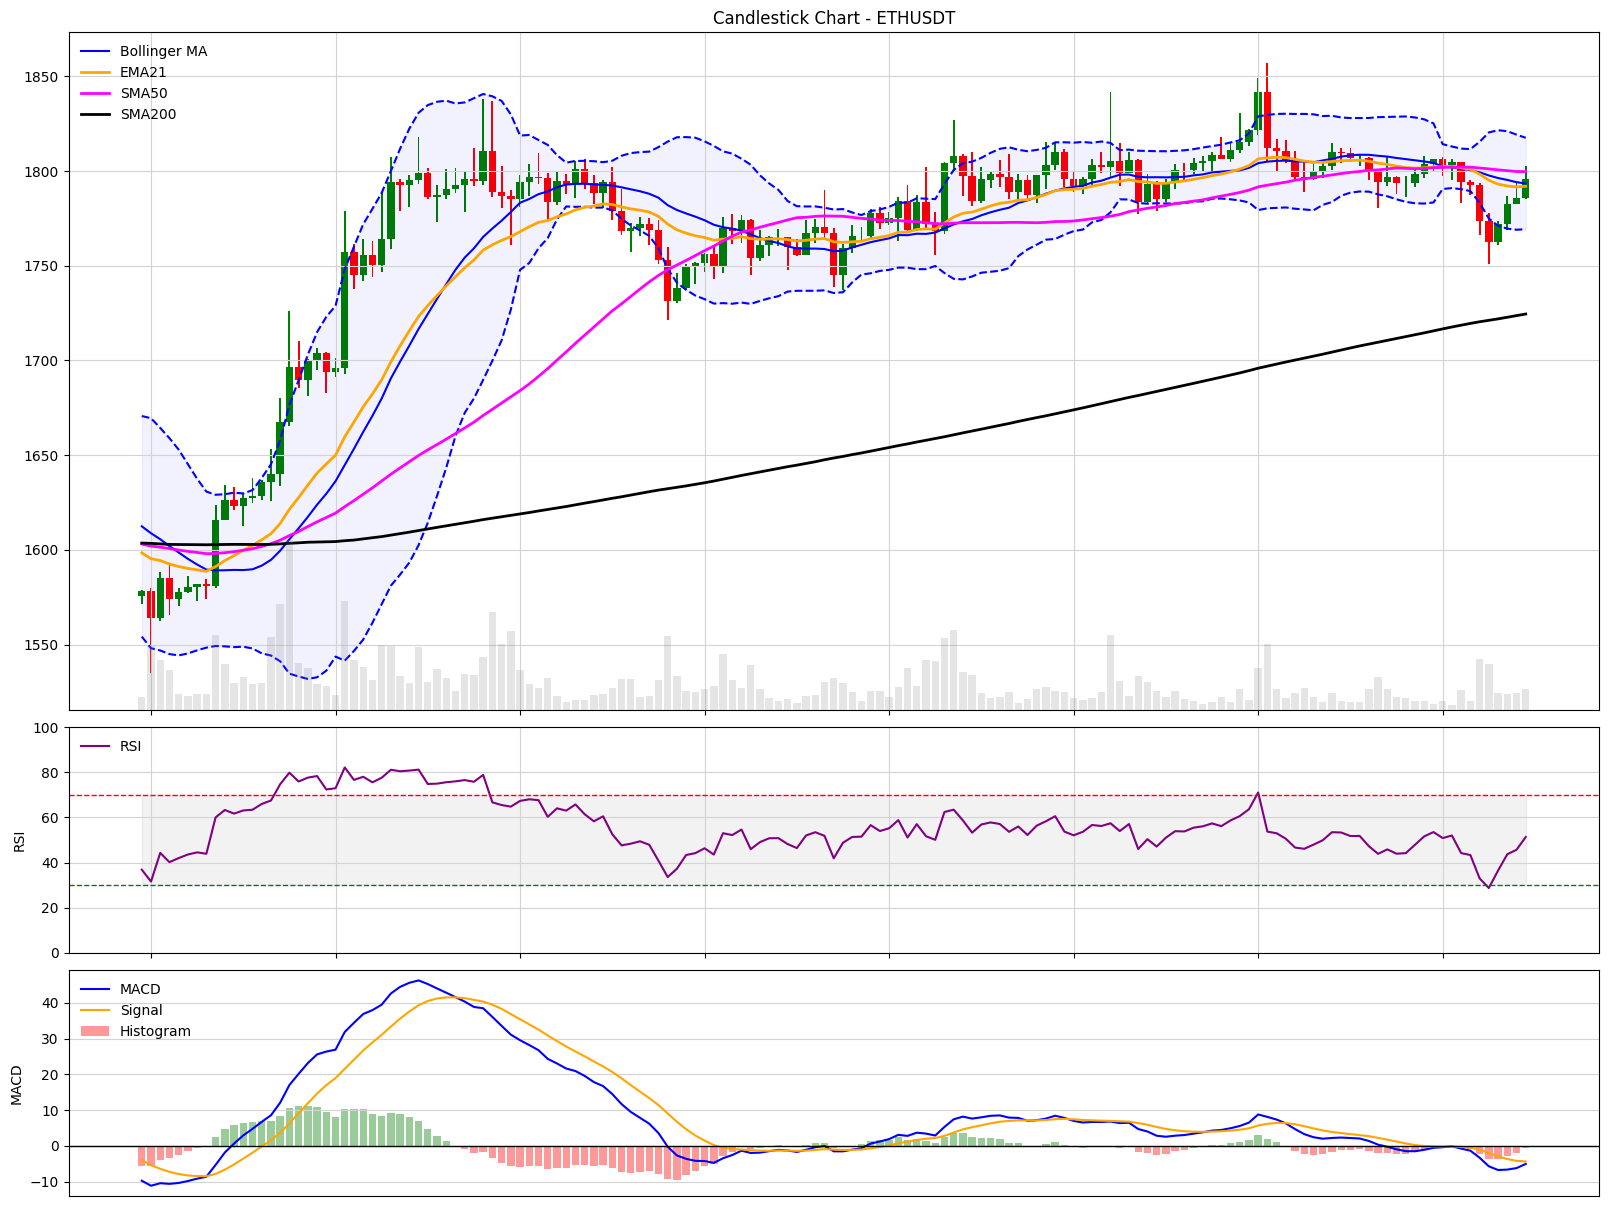 Candlestick Chart - ETHUSDT
Bollinger MA
EMA21
SMA50
SMA200
1850
1800
1750
1700
1650
1600
1550
RSI
100
80
60
40
20
0
RSI
MACD
Signal
Histogram
40
30
20
10
0
−10
MACD